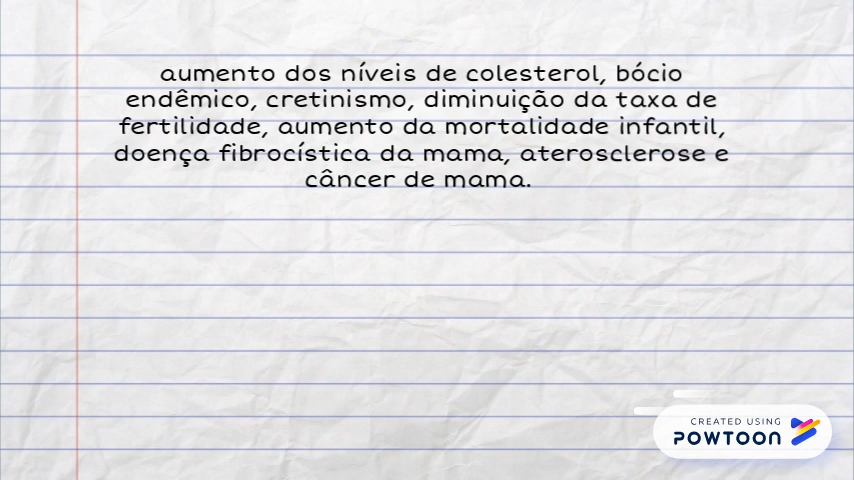 aumento dos níveis de colesterol, bócio
endêmico, cretinismo, diminuição da taxa de
fertilidade, aumento da mortalidade infantil,
doença fibrocística da mama, aterosclerose e
câncer de mama.
CREATED USING
POWTOON